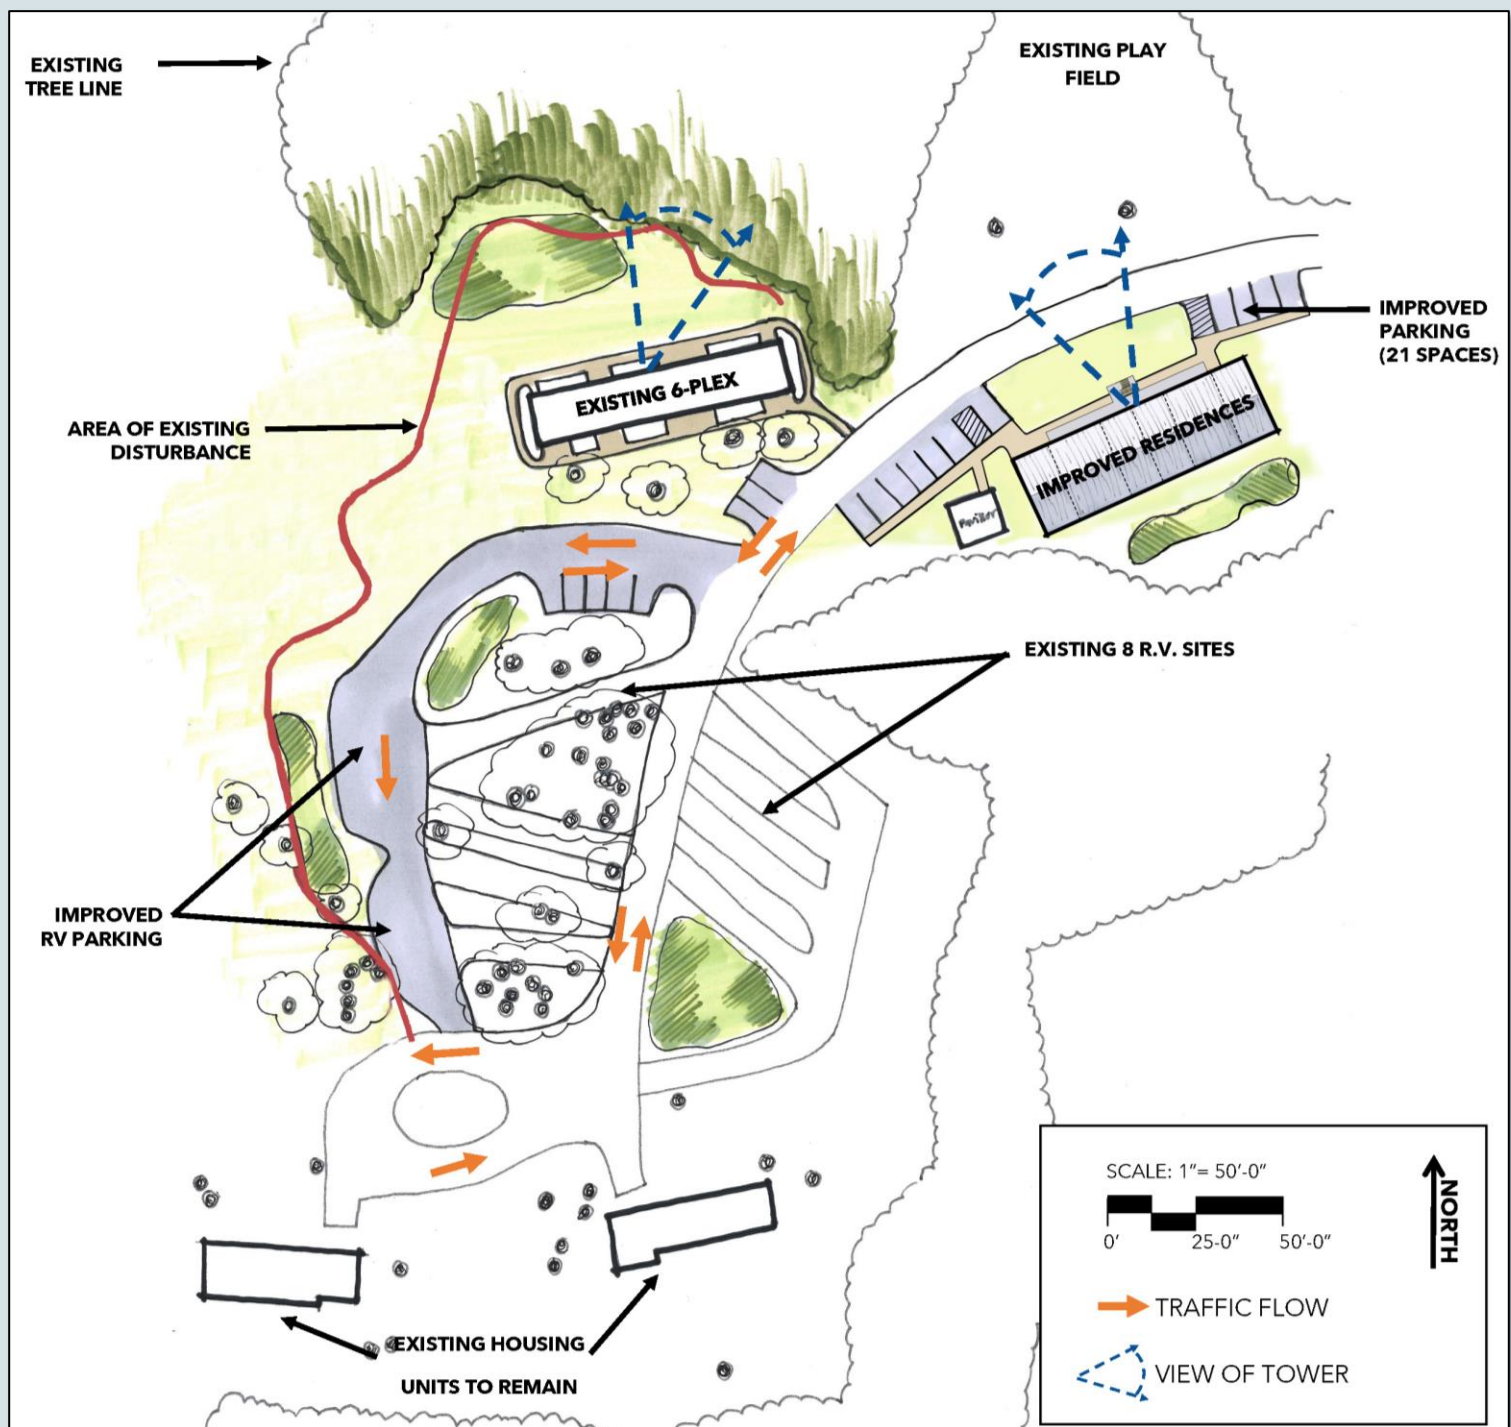 EXISTING
TREE LINE
EXISTING PLAY
FIELD
IMPROVED
PARKING
(21 SPACES)
EXISTING 6-PLEX
IMPROVED RESIDENCES
AREA OF EXISTING
DISTURBANCE
EXISTING 8 R.V. SITES
IMPROVED
RV PARKING
EXISTING HOUSING
UNITS TO REMAIN
SCALE: 1"= 50'-0"
0'
25-0"
50'-0"
NORTH
TRAFFIC FLOW
VIEW OF TOWER